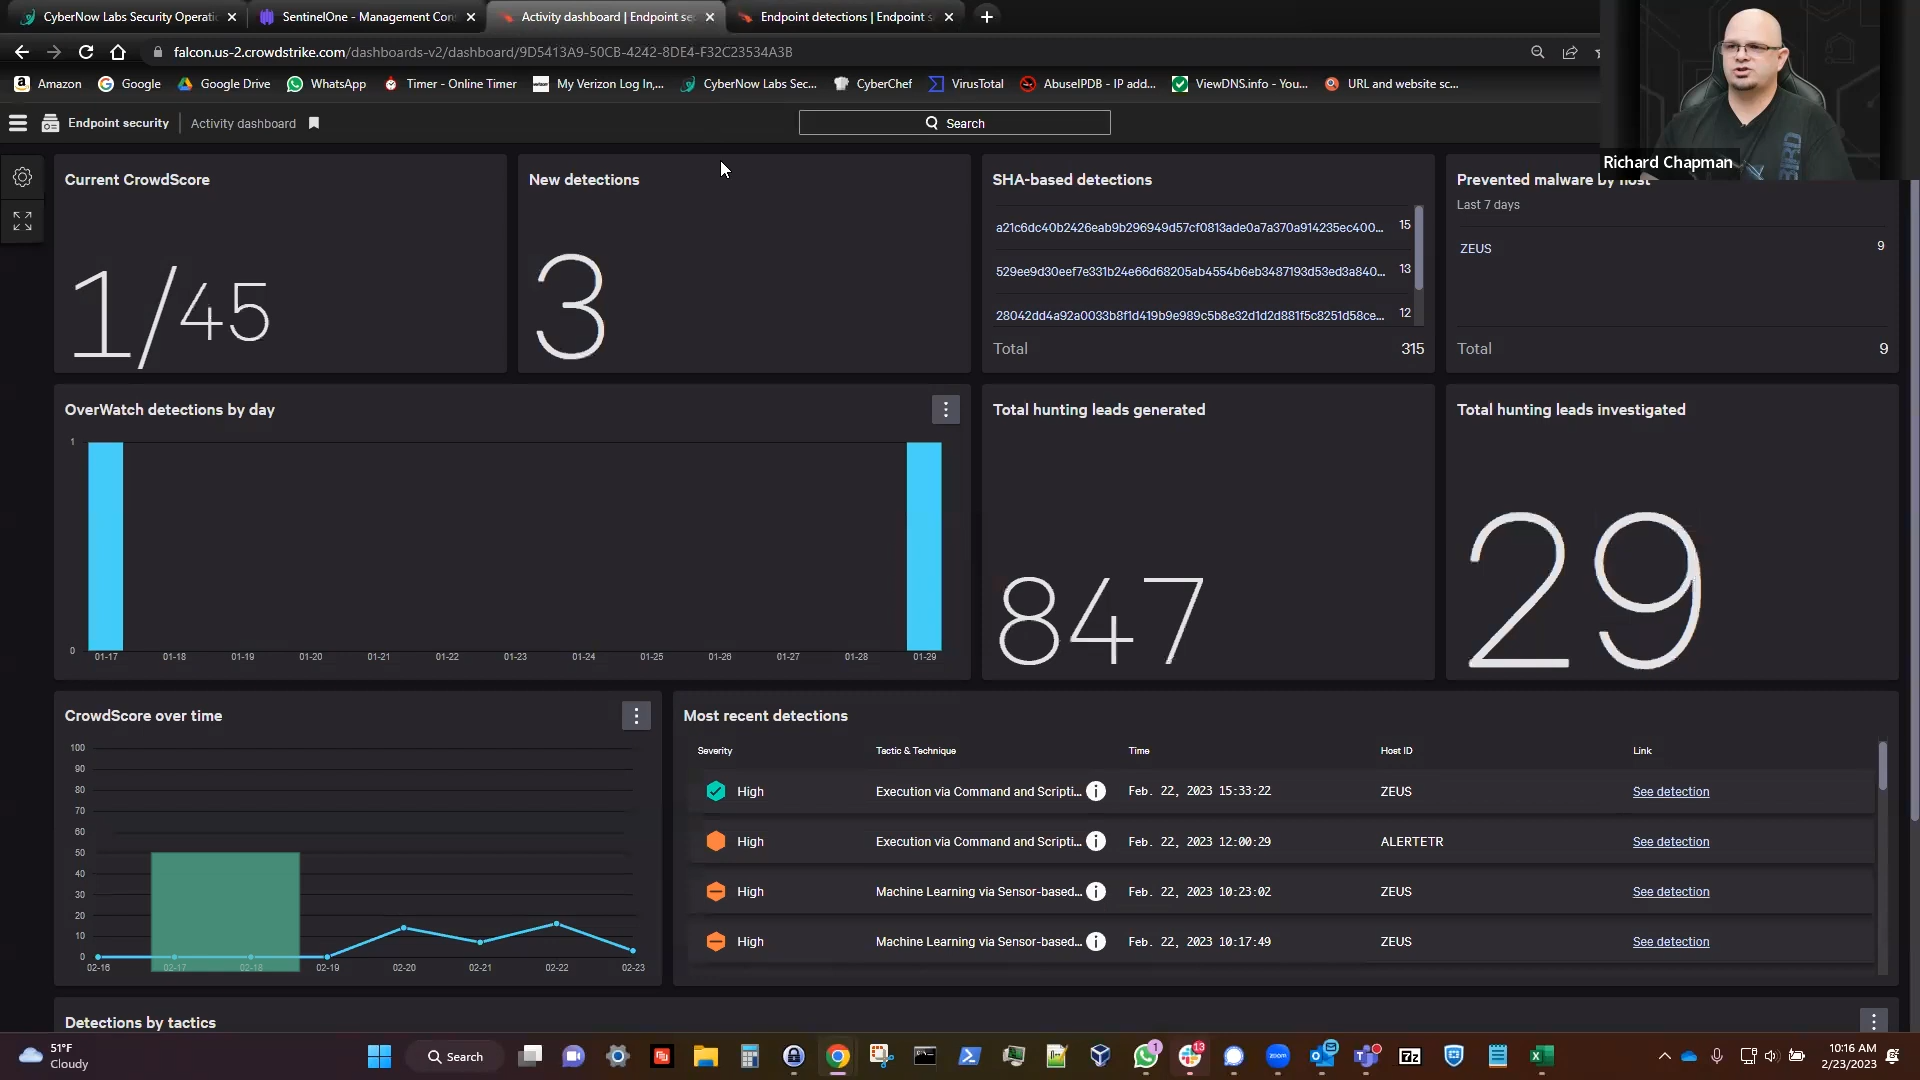 CyberNow Labs Security Operati
SentinelOne - Management Con
Activity dashboard | Endpoint se
Endpoint detections | Endpoint s
falcon.us-2.crowdstrike.com/dashboards-v2/dashboard/9D5413A9-50CB-4242-8DE4-F32C23534A3B
Amazon
Google
Google Drive
WhatsApp
Timer - Online Timer
My Verizon Log In,...
CyberNow Labs Sec...
CyberChef
VirusTotal
AbuseIPDB - IP add...
ViewDNS.info - You...
URL and website sc...
Endpoint security
Activity dashboard
Search
Richard Chapman
Current CrowdScore
1/45
New detections
3
SHA-based detections
a21c6dc40b2426eab9b296949d57cf0813ade0a7a370a914235ec400... 15
529ee9d30eef7e331b24e66d68205ab4554b6eb3487193d53ed3a840... 13
28042dd4a92a0033b8f1d419b9e989c5b8e32d1d2d881f5c8251d58ce... 12
Total 315
Prevented malware by host
Last 7 days
ZEUS 9
Total 9
OverWatch detections by day
1
0
01-17 01-18 01-19 01-20 01-21 01-22 01-23 01-24 01-25 01-26 01-27 01-28 01-29
Total hunting leads generated
847
Total hunting leads investigated
29
CrowdScore over time
100
90
80
70
60
50
40
30
20
10
0
02-16 02-17 02-18 02-19 02-20 02-21 02-22 02-23
Most recent detections
Severity Tactic & Technique Time Host ID Link
High Execution via Command and Scripti... Feb. 22, 2023 15:33:22 ZEUS See detection
High Execution via Command and Scripti... Feb. 22, 2023 12:00:29 ALERTETR See detection
High Machine Learning via Sensor-based... Feb. 22, 2023 10:23:02 ZEUS See detection
High Machine Learning via Sensor-based... Feb. 22, 2023 10:17:49 ZEUS See detection
Detections by tactics
51°F
Cloudy
Search
1
13
zoom
7z
10:16 AM
2/23/2023